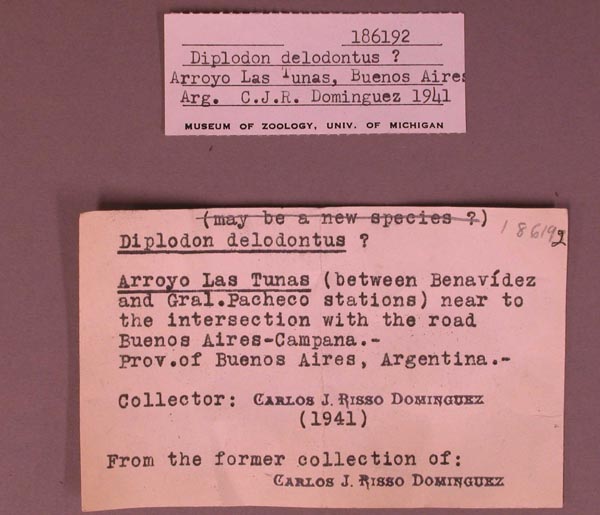 186192
Diplodon delodontus ?
Arroyo Las Tunas, Buenos Aires
Arg. C.J.R. Dominguez 1941
MUSEUM OF ZOOLOGY, UNIV. OF MICHIGAN
(may be a new species ?)
186192
Diplodon delodontus ?
Arroyo Las Tunas (between Benavídez
and Gral.Pacheco stations) near to
the intersection with the road
Buenos Aires-Campana.-
Prov.of Buenos Aires, Argentina.-
Collector: CARLOS J. RISSO DOMINGUEZ
(1941)
From the former collection of:
CARLOS J. RISSO DOMINGUEZ